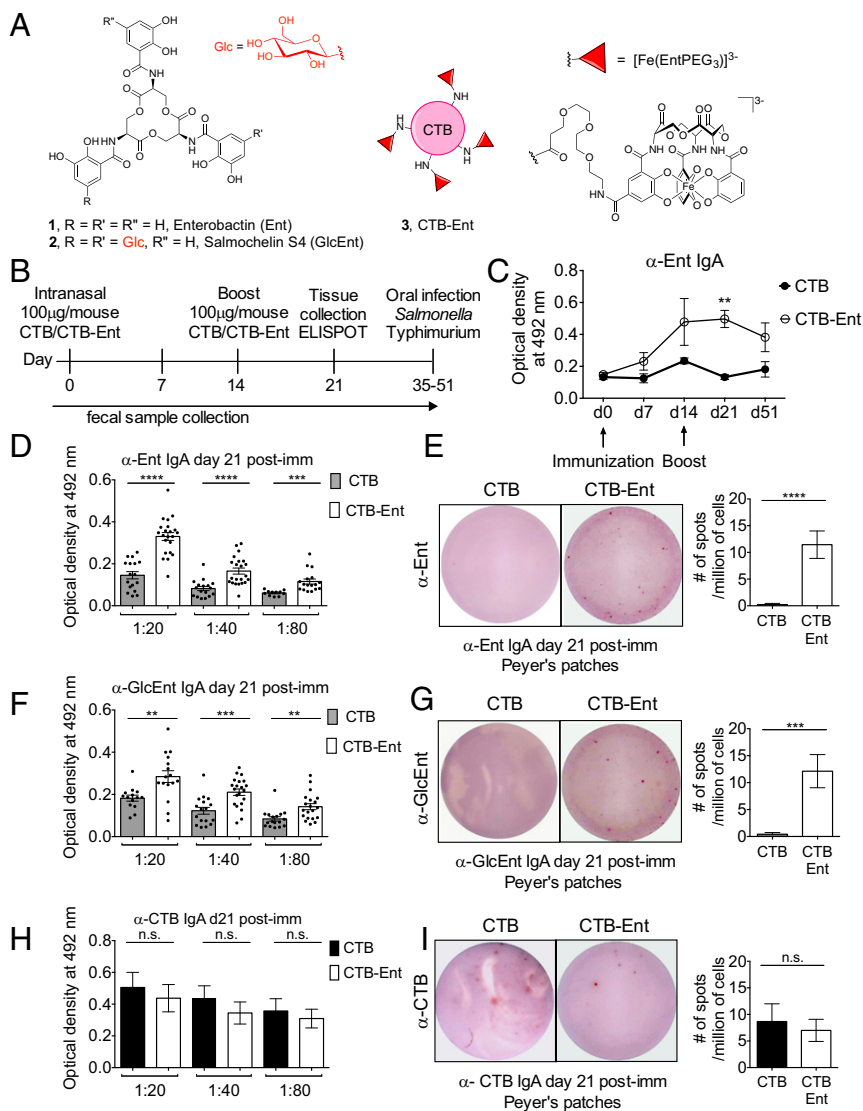 A
R"
OH
OH
O
NH
O
O
O
O
O
O
OH
HO
HN
O
R
NH
O
R'
HO
OH
Glc =
HO
HO
OH
OH
O
1, R = R' = R" = H, Enterobactin (Ent)
2, R = R' = Glc, R" = H, Salmochelin S4 (GlcEnt)
NH
HN
NH
NH
CTB
3, CTB-Ent
= [Fe(EntPEG3)]3-
3-
O
O
O
O
NH
O
HN
NH
HN
O
O
Fe
B
Intranasal
100µg/mouse
CTB/CTB-Ent
Boost
100µg/mouse
CTB/CTB-Ent
Tissue
collection
ELISPOT
Oral infection
Salmonella
Typhimurium
Day
0
7
14
21
35-51
fecal sample collection
C
α-Ent IgA
Optical density
at 492 nm
0.8
0.6
0.4
0.2
0.0
**
CTB
CTB-Ent
d0
d7
d14
d21
d51
Immunization
Boost
D
α-Ent IgA day 21 post-imm
Optical density at 492 nm
0.6
0.4
0.2
0.0
****
****
***
CTB
CTB-Ent
1:20
1:40
1:80
E
CTB
CTB-Ent
α-Ent
α-Ent IgA day 21 post-imm
Peyer's patches
# of spots
/million of cells
20
15
10
5
0
****
CTB
CTB
Ent
F
α-GlcEnt IgA day 21 post-imm
Optical density at 492 nm
0.6
0.4
0.2
0.0
**
***
**
CTB
CTB-Ent
1:20
1:40
1:80
G
CTB
CTB-Ent
α-GlcEnt
α-GlcEnt IgA day 21 post-imm
Peyer's patches
# of spots
/million of cells
20
15
10
5
0
***
CTB
CTB
Ent
H
α-CTB IgA d21 post-imm
Optical density at 492 nm
0.8
0.6
0.4
0.2
0.0
n.s.
n.s.
n.s.
CTB
CTB-Ent
1:20
1:40
1:80
I
CTB
CTB-Ent
α-CTB
α- CTB IgA day 21 post-imm
Peyer's patches
# of spots
/million of cells
20
15
10
5
0
n.s.
CTB
CTB
Ent